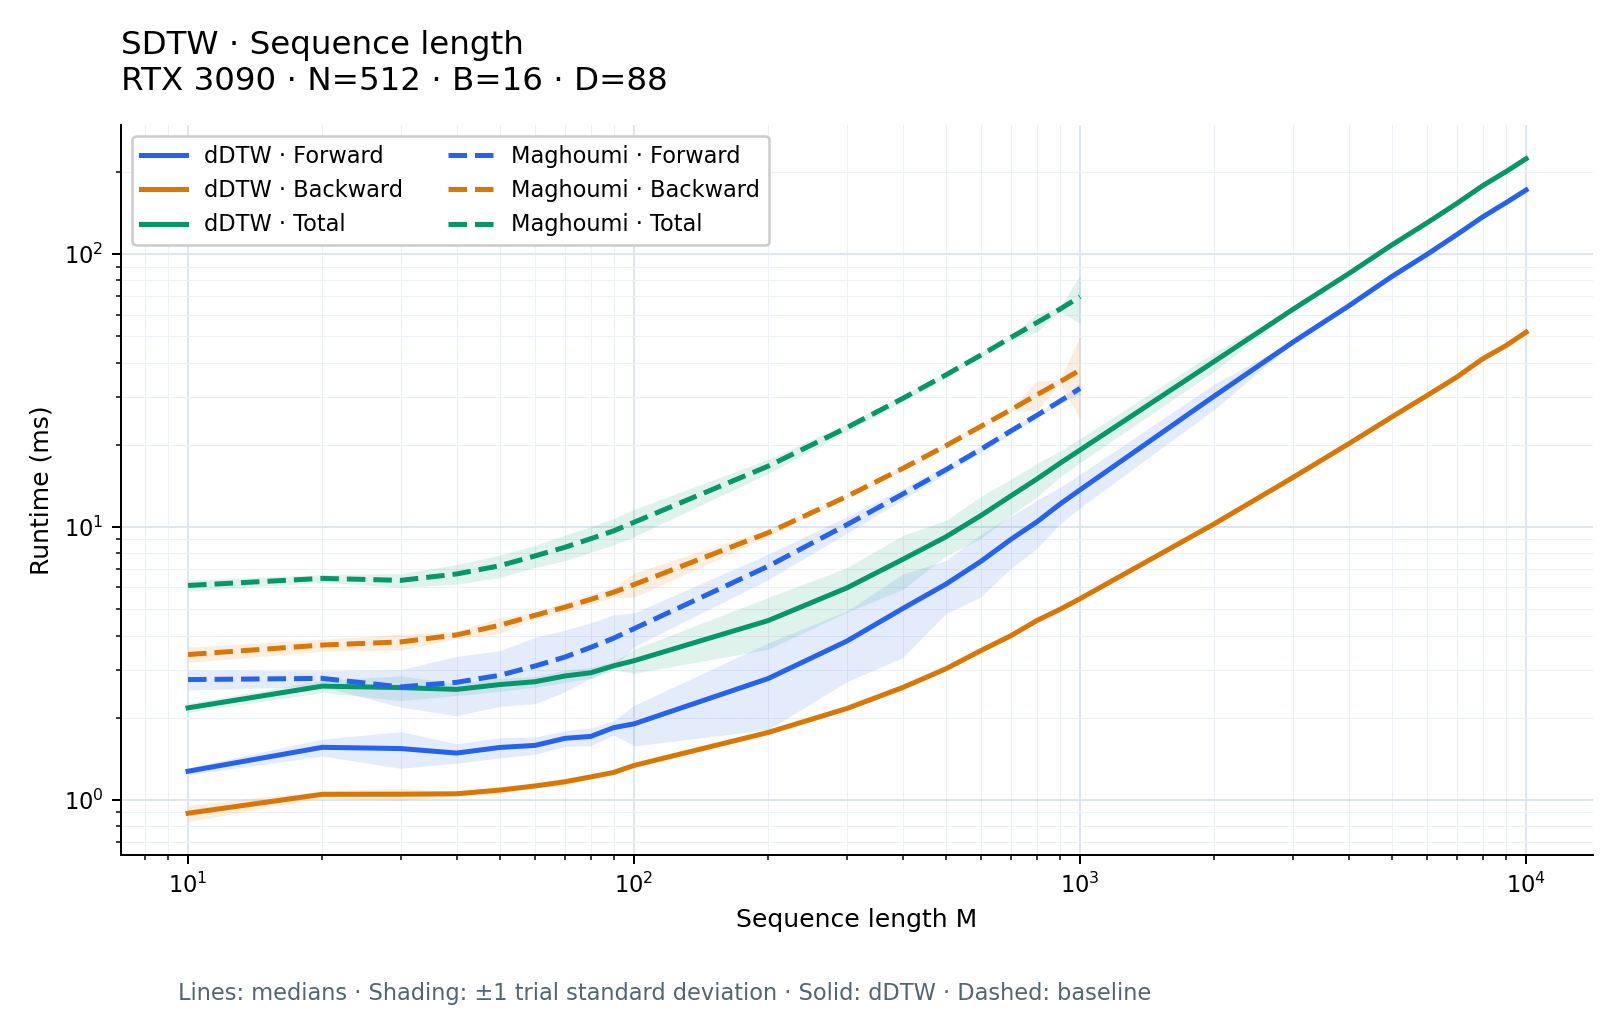 SDTW · Sequence length
RTX 3090 · N=512 · B=16 · D=88
dDTW · Forward
dDTW · Backward
dDTW · Total
Maghoumi · Forward
Maghoumi · Backward
Maghoumi · Total
Runtime (ms)
10²
10¹
10⁰
10¹ 10² 10³ 10⁴
Sequence length M
Lines: medians · Shading: ±1 trial standard deviation · Solid: dDTW · Dashed: baseline